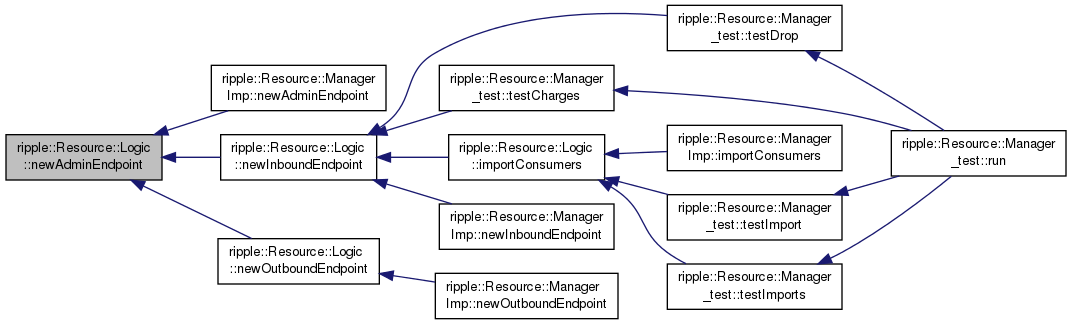 ripple::Resource::Logic
::newAdminEndpoint
ripple::Resource::Manager
Imp::newAdminEndpoint
ripple::Resource::Logic
::newInboundEndpoint
ripple::Resource::Logic
::newOutboundEndpoint
ripple::Resource::Manager
_test::testDrop
ripple::Resource::Manager
_test::testCharges
ripple::Resource::Logic
::importConsumers
ripple::Resource::Manager
Imp::newInboundEndpoint
ripple::Resource::Manager
Imp::newOutboundEndpoint
ripple::Resource::Manager
Imp::importConsumers
ripple::Resource::Manager
_test::testImport
ripple::Resource::Manager
_test::testImports
ripple::Resource::Manager
_test::run